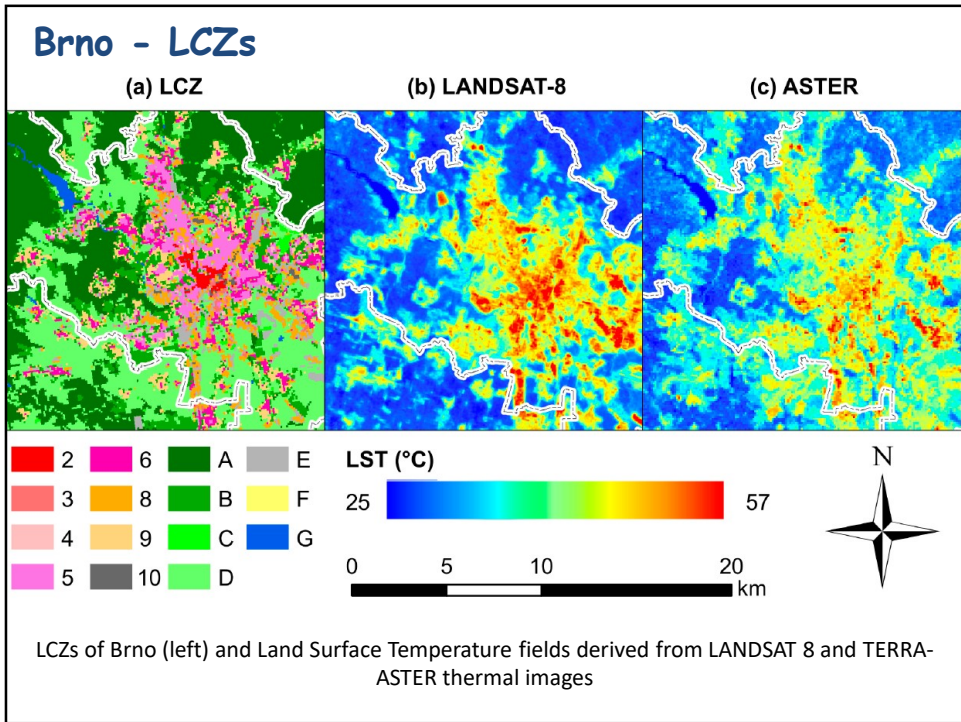 Brno - LCZs
(a) LCZ
(b) LANDSAT-8
(c) ASTER
2 6 A E
3 8 B F
4 9 C G
5 10 D
LST (°C)
25 57
N
0 5 10 20
km
LCZs of Brno (left) and Land Surface Temperature fields derived from LANDSAT 8 and TERRA-
ASTER thermal images